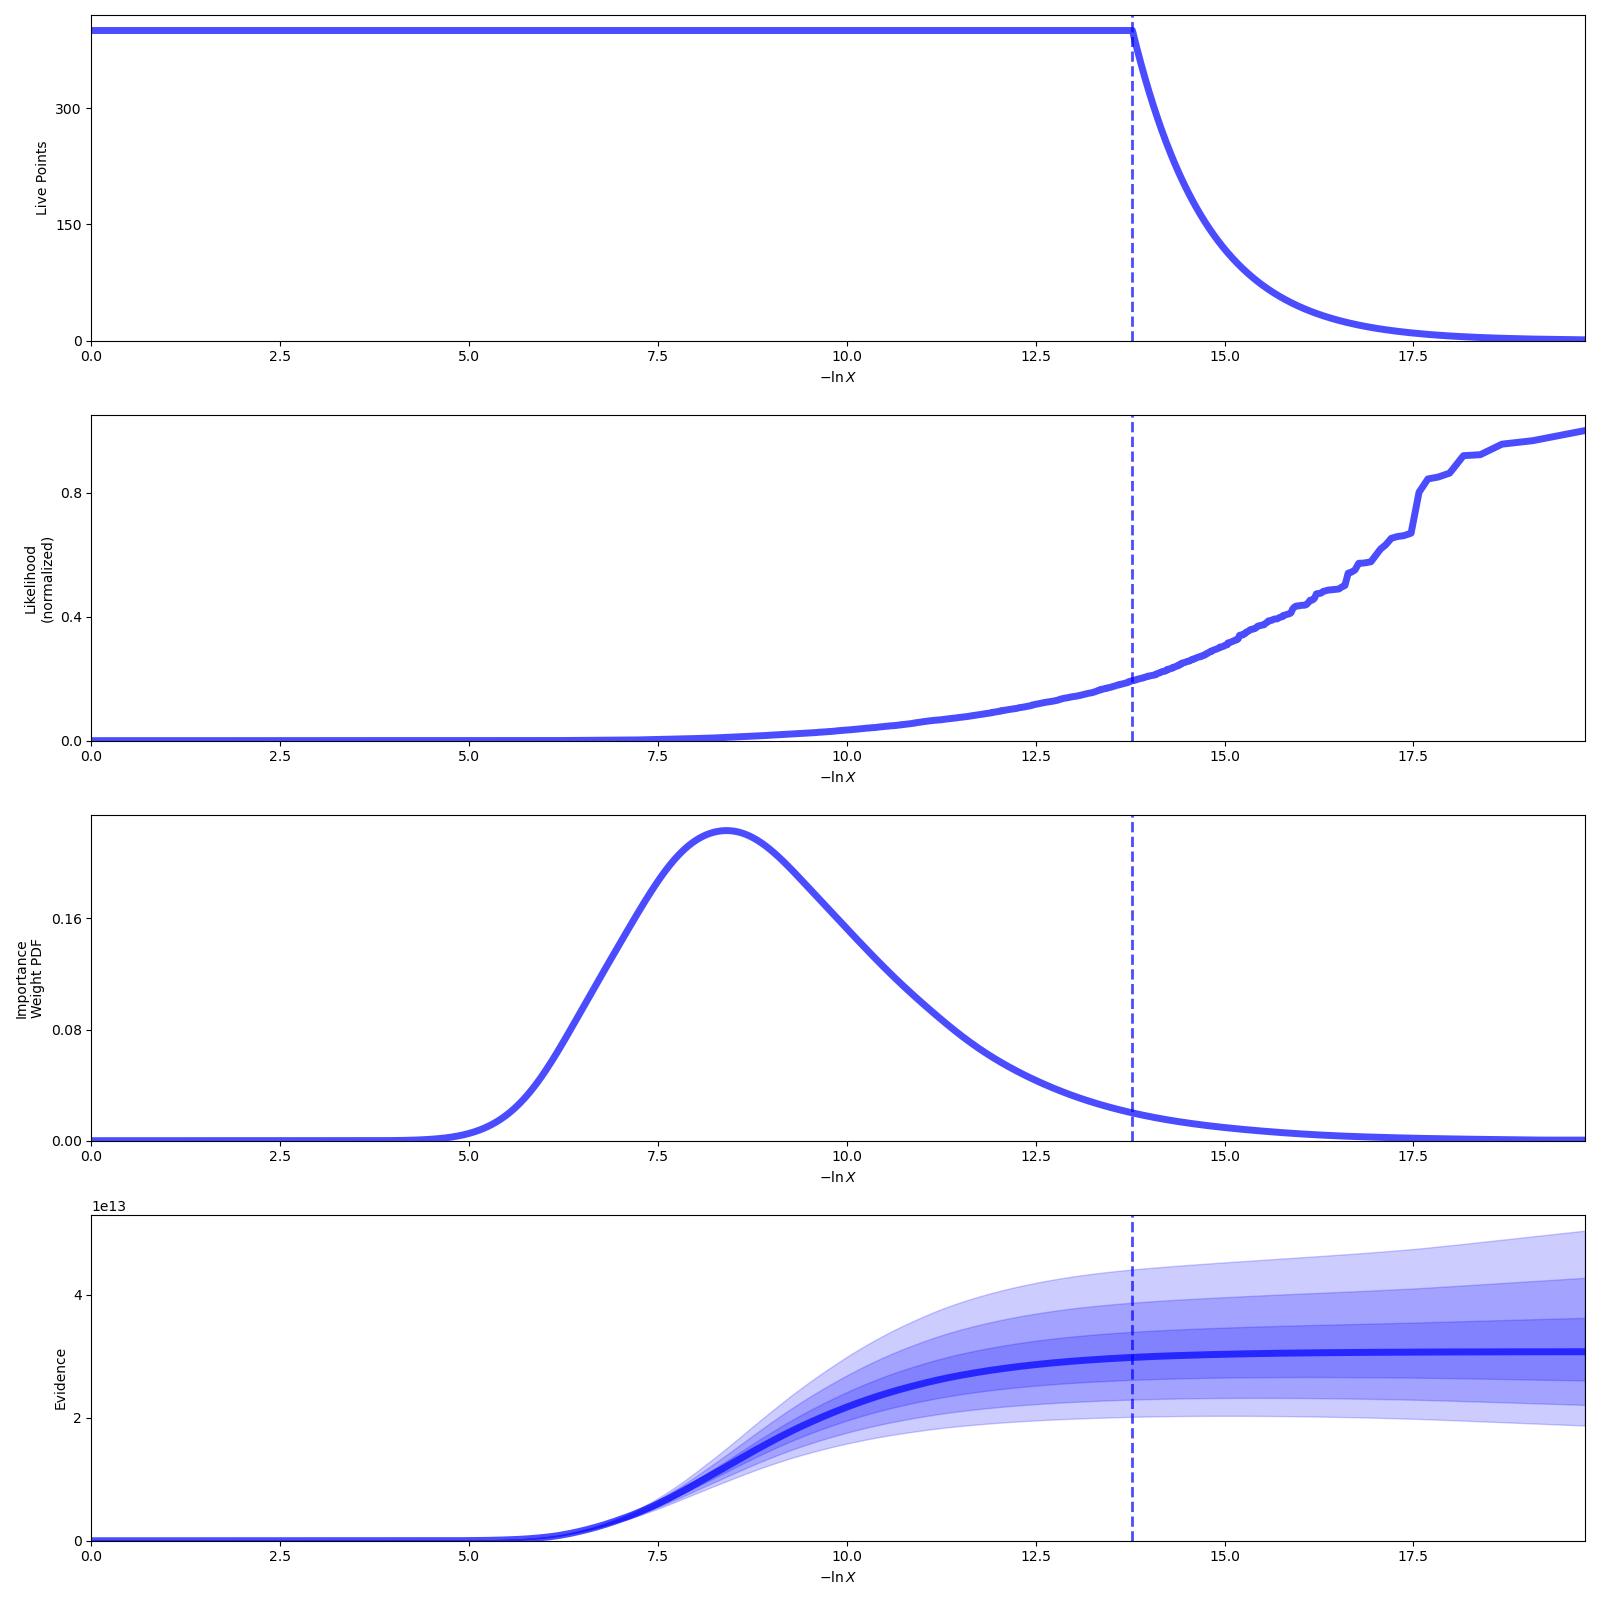 300
150
0
Live Points
0.0 2.5 5.0 7.5 10.0 12.5 15.0 17.5
−ln X
0.8
0.4
0.0
Likelihood
(normalized)
0.0 2.5 5.0 7.5 10.0 12.5 15.0 17.5
−ln X
0.16
0.08
0.00
Importance
Weight PDF
0.0 2.5 5.0 7.5 10.0 12.5 15.0 17.5
−ln X
1e13
4
2
0
Evidence
0.0 2.5 5.0 7.5 10.0 12.5 15.0 17.5
−ln X